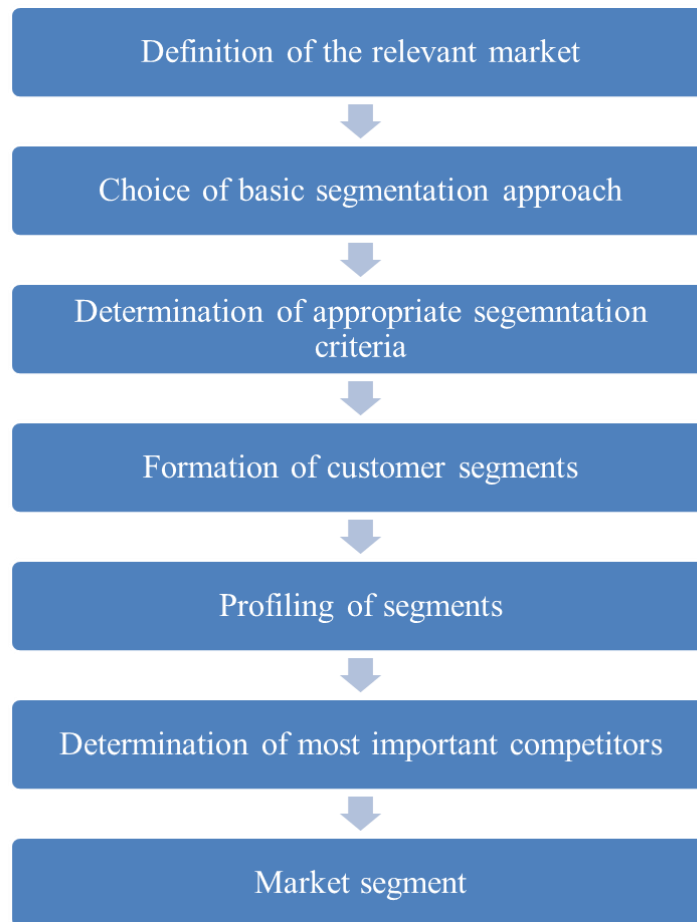 Definition of the relevant market
Choice of basic segmentation approach
Determination of appropriate segemntation
criteria
Formation of customer segments
Profiling of segments
Determination of most important competitors
Market segment